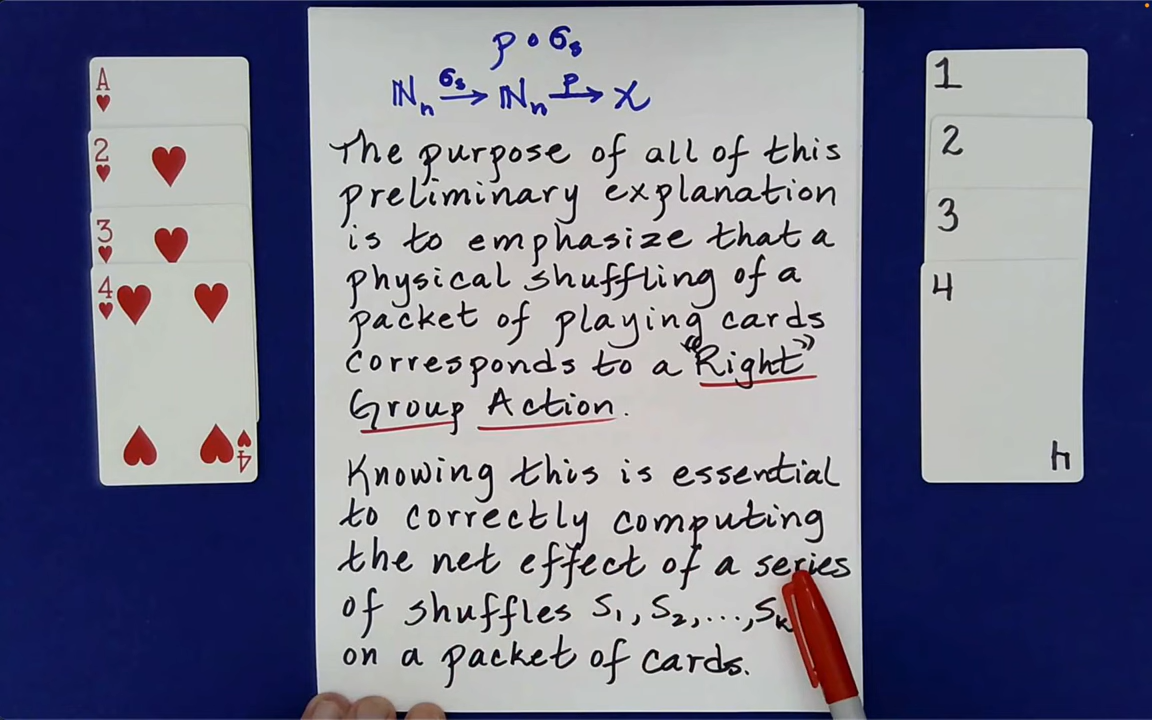 p∘σₛ
ℕₙ —σₛ→ ℕₙ —p→ X
The purpose of all of this
preliminary explanation
is to emphasize that a
physical shuffling of a
packet of playing cards
corresponds to a "Right"
Group Action.
Knowing this is essential
to correctly computing
the net effect of a series
of shuffles S₁, S₂, ..., Sₖ
on a packet of cards.
A
2
3
4
4
1
2
3
4
4